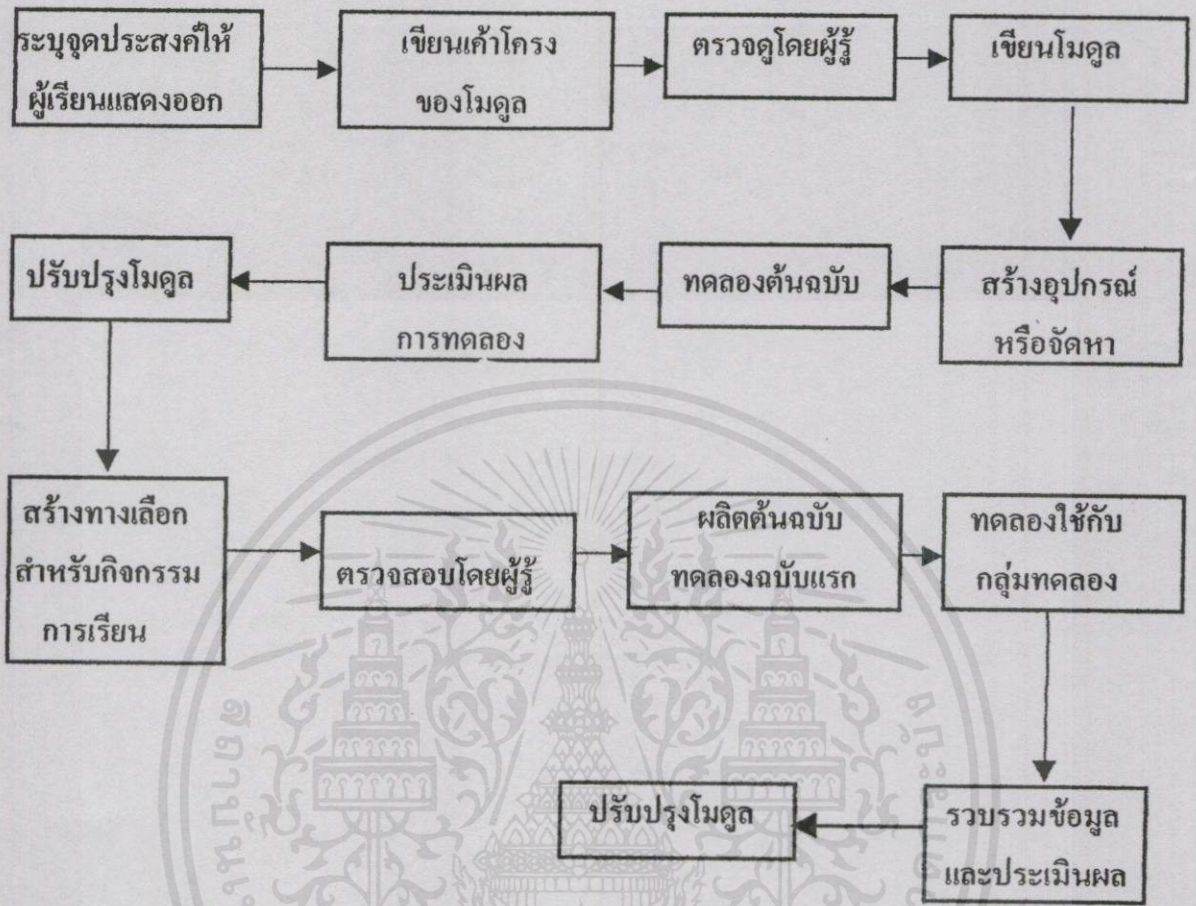 ระบุจุดประสงค์ให้
ผู้เรียนแสดงออก
เขียนเค้าโครง
ของโมดูล
ตรวจดูโดยผู้รู้
เขียนโมดูล
สร้างอุปกรณ์
หรือจัดหา
ทดลองต้นฉบับ
ประเมินผล
การทดลอง
ปรับปรุงโมดูล
สร้างทางเลือก
สำหรับกิจกรรม
การเรียน
ตรวจสอบโดยผู้รู้
ผลิตต้นฉบับ
ทดลองฉบับแรก
ทดลองใช้กับ
กลุ่มทดลอง
รวบรวมข้อมูล
และประเมินผล
ปรับปรุงโมดูล